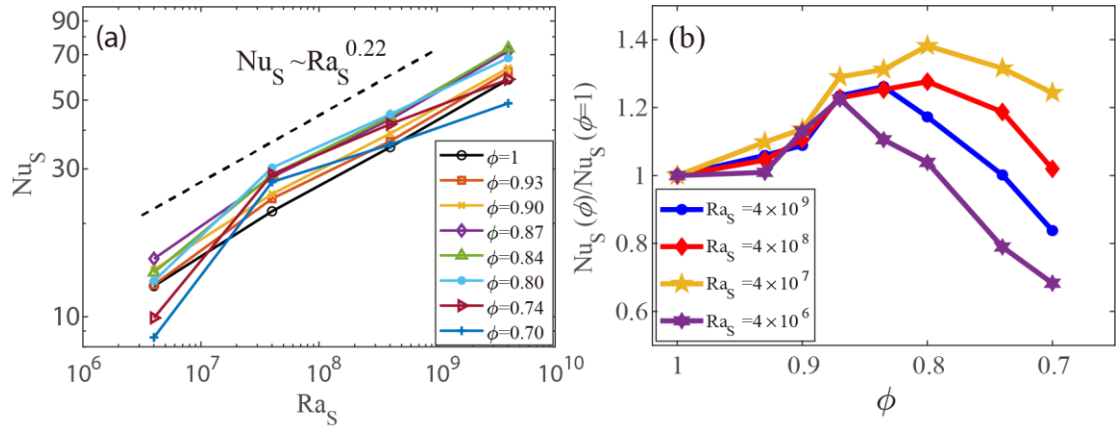 (a)
Nu_S ~Ra_S^0.22
Nu_S
90
70
50
30
10
ϕ=1
ϕ=0.93
ϕ=0.90
ϕ=0.87
ϕ=0.84
ϕ=0.80
ϕ=0.74
ϕ=0.70
10^6 10^7 10^8 10^9 10^10
Ra_S
(b)
Nu_S (ϕ)/Nu_S (ϕ=1)
1.4
1.2
1
0.8
0.6
Ra_S =4×10^9
Ra_S =4×10^8
Ra_S =4×10^7
Ra_S =4×10^6
1 0.9 0.8 0.7
ϕ